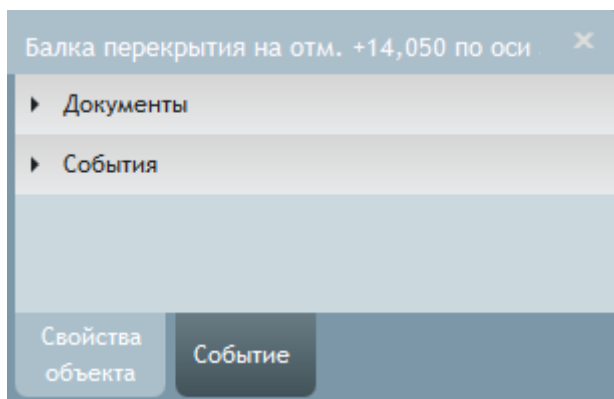 Балка перекрытия на отм. +14,050 по оси
Документы
События
Свойства
объекта
Событие